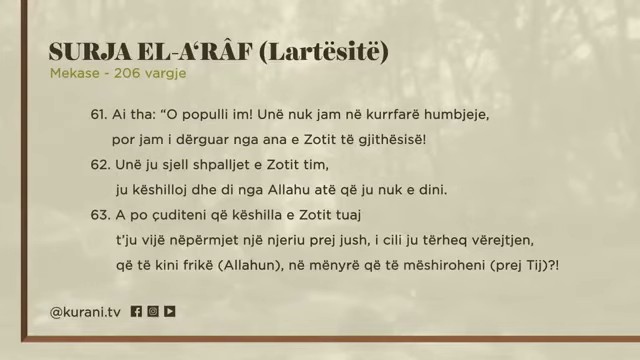 SURJA EL-A‘RÂF (Lartësitë)
Mekase - 206 vargje
61. Ai tha: “O populli im! Unë nuk jam në kurrfarë humbjeje,
por jam i dërguar nga ana e Zotit të gjithësisë!
62. Unë ju sjell shpalljet e Zotit tim,
ju këshilloj dhe di nga Allahu atë që ju nuk e dini.
63. A po çuditeni që këshilla e Zotit tuaj
t’ju vijë nëpërmjet një njeriu prej jush, i cili ju tërheq vërejtjen,
që të kini frikë (Allahun), në mënyrë që të mëshiroheni (prej Tij)?!
@kurani.tv